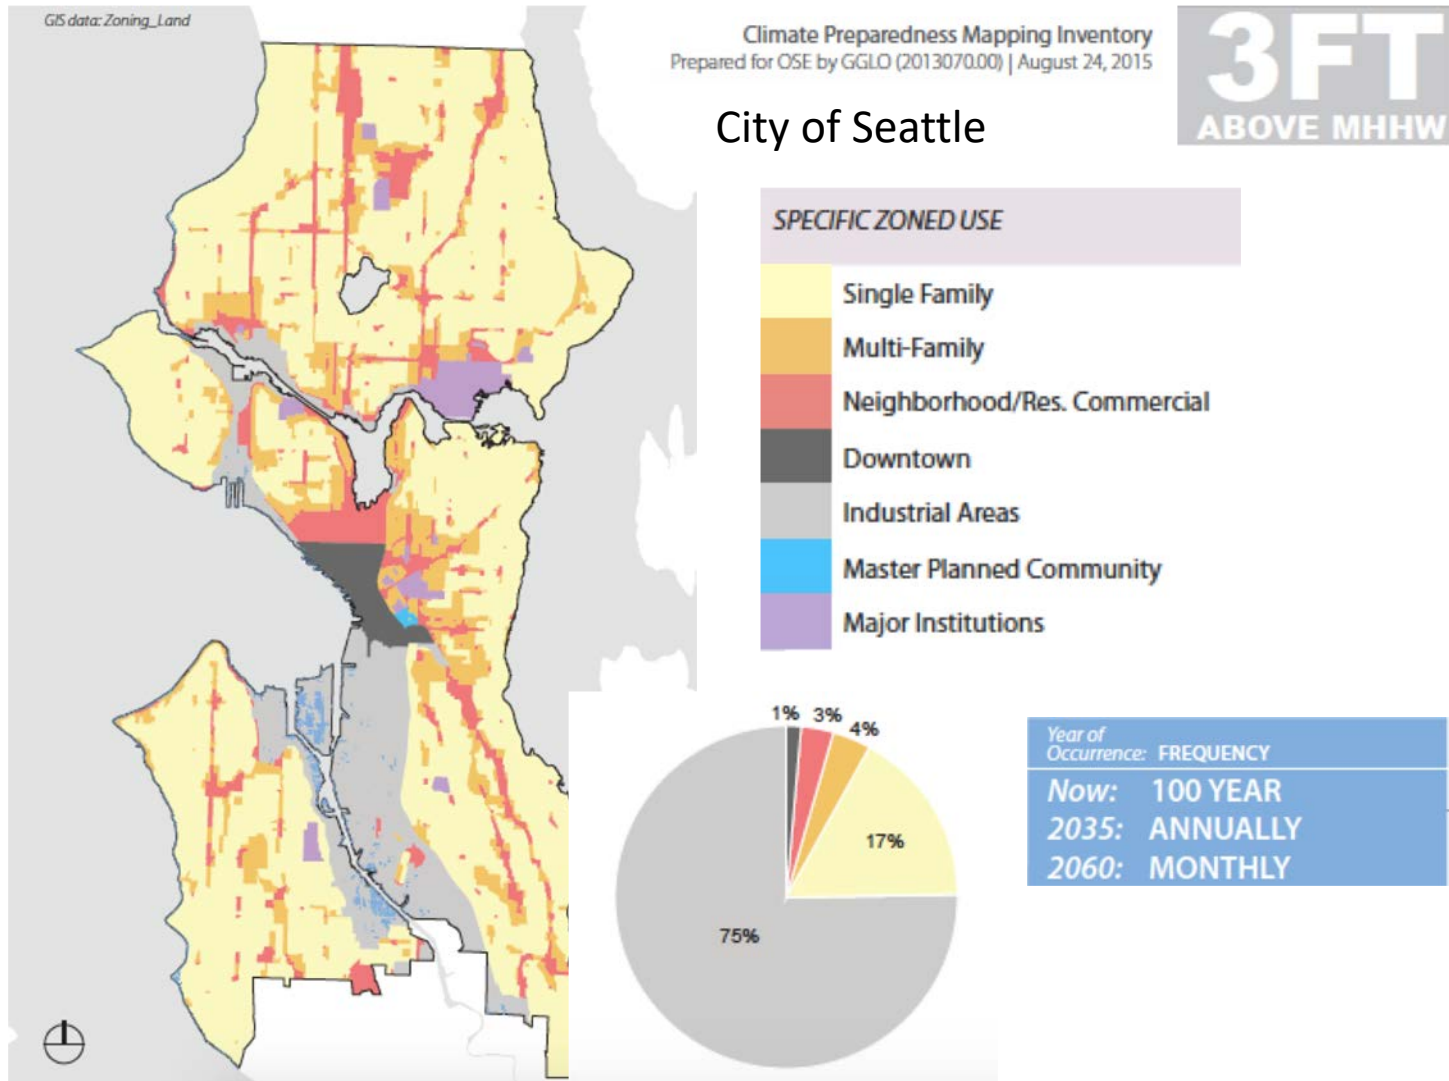 GIS data: Zoning_Land
Climate Preparedness Mapping Inventory
Prepared for OSE by GGLO (2013070.00) | August 24, 2015
3FT
ABOVE MHHW
City of Seattle
SPECIFIC ZONED USE
Single Family
Multi-Family
Neighborhood/Res. Commercial
Downtown
Industrial Areas
Master Planned Community
Major Institutions
1% 3% 4%
17%
75%
Year of
Occurrence: FREQUENCY
Now: 100 YEAR
2035: ANNUALLY
2060: MONTHLY